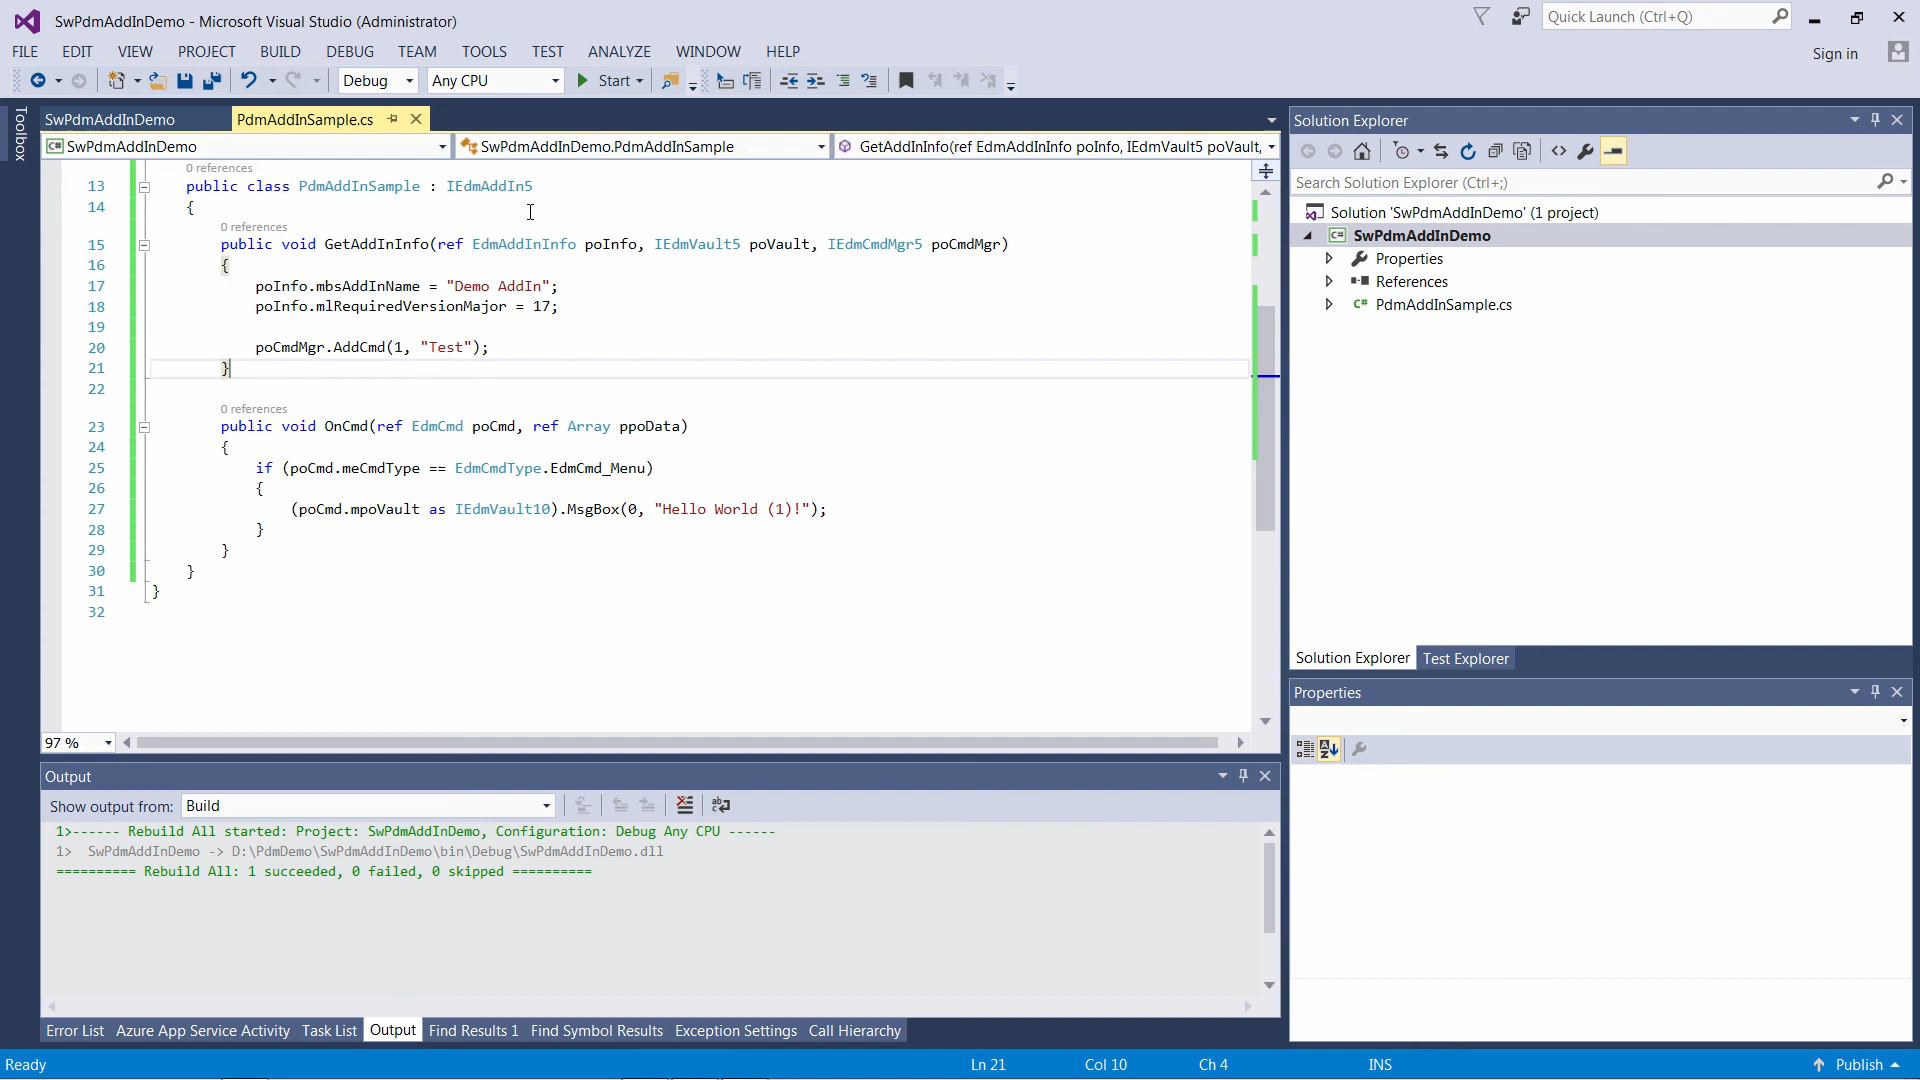 SwPdmAddInDemo - Microsoft Visual Studio (Administrator)
Quick Launch (Ctrl+Q)
FILE EDIT VIEW PROJECT BUILD DEBUG TEAM TOOLS TEST ANALYZE WINDOW HELP
Sign in
Debug Any CPU Start
Toolbox
SwPdmAddInDemo PdmAddInSample.cs
SwPdmAddInDemo SwPdmAddInDemo.PdmAddInSample GetAddInInfo(ref EdmAddInInfo poInfo, IEdmVault5 poVault,
0 references
13 public class PdmAddInSample : IEdmAddIn5
14 {
0 references
15 public void GetAddInInfo(ref EdmAddInInfo poInfo, IEdmVault5 poVault, IEdmCmdMgr5 poCmdMgr)
16 {
17 poInfo.mbsAddInName = "Demo AddIn";
18 poInfo.mlRequiredVersionMajor = 17;
19
20 poCmdMgr.AddCmd(1, "Test");
21 }
22
0 references
23 public void OnCmd(ref EdmCmd poCmd, ref Array ppoData)
24 {
25 if (poCmd.meCmdType == EdmCmdType.EdmCmd_Menu)
26 {
27 (poCmd.mpoVault as IEdmVault10).MsgBox(0, "Hello World (1)!");
28 }
29 }
30 }
31 }
32
97 %
Output
Show output from: Build
1>------ Rebuild All started: Project: SwPdmAddInDemo, Configuration: Debug Any CPU ------
1> SwPdmAddInDemo -> D:\PdmDemo\SwPdmAddInDemo\bin\Debug\SwPdmAddInDemo.dll
========== Rebuild All: 1 succeeded, 0 failed, 0 skipped ==========
Error List Azure App Service Activity Task List Output Find Results 1 Find Symbol Results Exception Settings Call Hierarchy
Solution Explorer
Search Solution Explorer (Ctrl+;)
Solution 'SwPdmAddInDemo' (1 project)
SwPdmAddInDemo
Properties
References
PdmAddInSample.cs
Solution Explorer Test Explorer
Properties
Ready Ln 21 Col 10 Ch 4 INS Publish